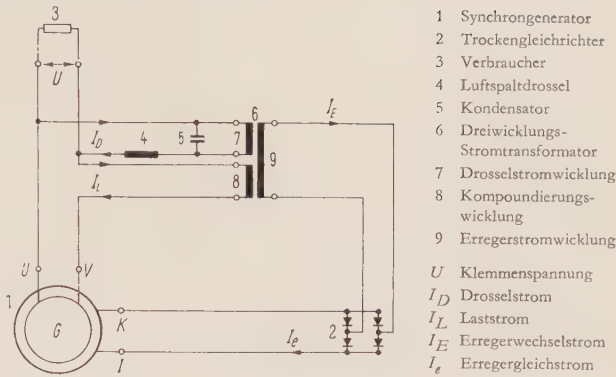 3
U
6
I_D
4
5
7
I_E
9
I_L
8
U
V
1
G
K
I
I_e
2
1 Synchrongenerator
2 Trockengleichrichter
3 Verbraucher
4 Luftspaltdrossel
5 Kondensator
6 Dreiwicklungs-
Stromtransformator
7 Drosselstromwicklung
8 Kompoundierungs-
wicklung
9 Erregerstromwicklung
U Klemmenspannung
I_D Drosselstrom
I_L Laststrom
I_E Erregerwechselstrom
I_e Erregergleichstrom